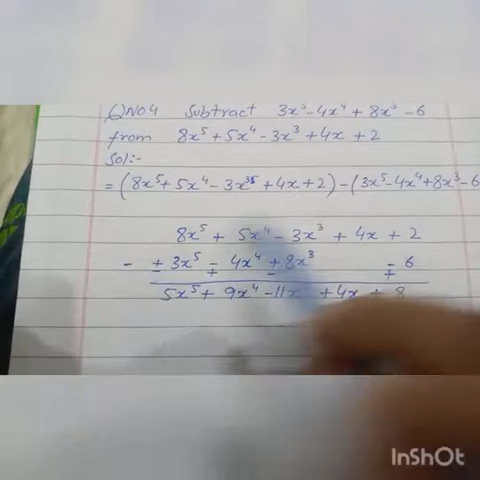 QNO4 Subtract 3x⁵-4x⁴+8x³-6
from 8x⁵+5x⁴-3x³+4x+2
Sol:-
=(8x⁵+5x⁴-3x³+4x+2)-(3x⁵-4x⁴+8x³-6
8x⁵+5x⁴-3x³+4x+2
- ±3x⁵∓4x⁴±8x³∓6
5x⁵+9x⁴-11x +4x+8
InShOt